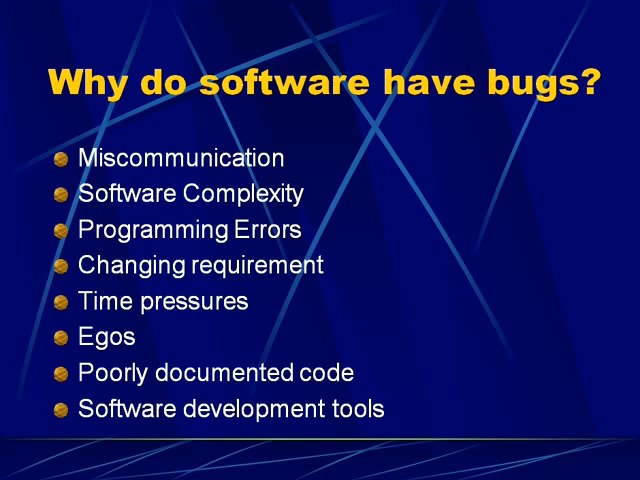 Why do software have bugs?
Miscommunication
Software Complexity
Programming Errors
Changing requirement
Time pressures
Egos
Poorly documented code
Software development tools